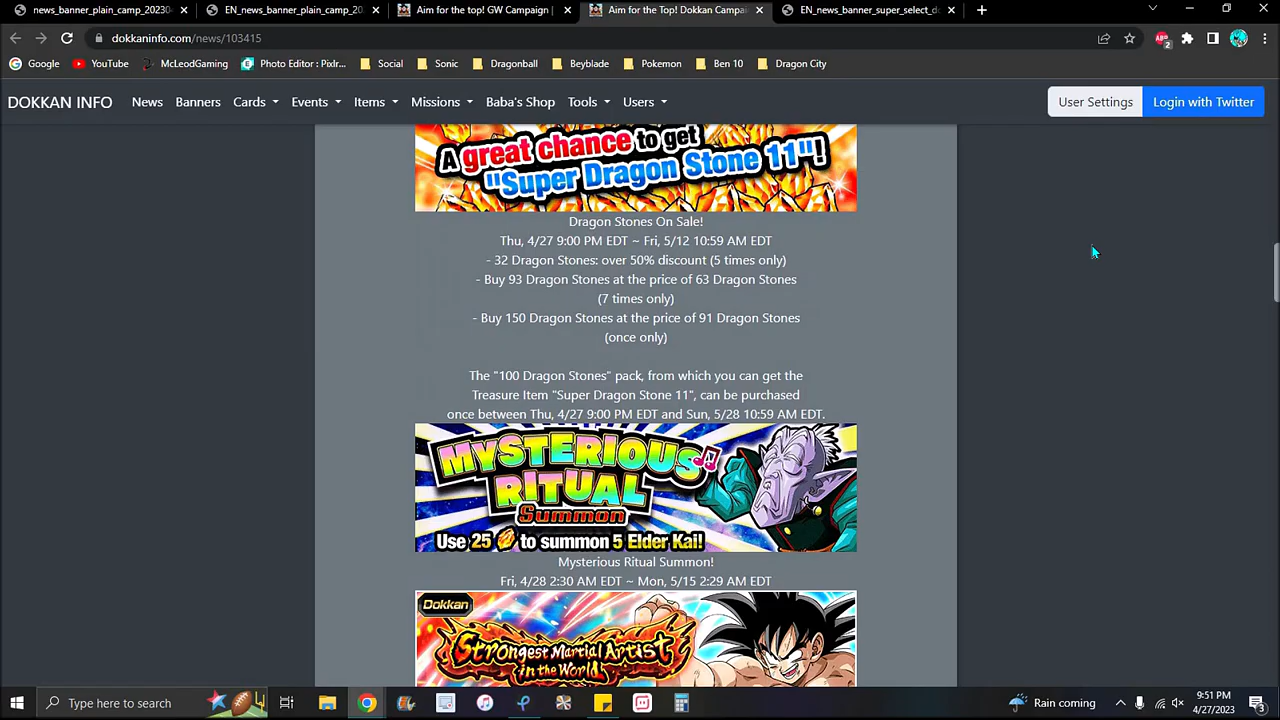 news_banner_plain_camp_20230
EN_news_banner_plain_camp_20
Aim for the top! GW Campaign |
Aim for the Top! Dokkan Campa
EN_news_banner_super_select_d
dokkaninfo.com/news/103415
2
Google
YouTube
McLeodGaming
Photo Editor : Pixlr...
Social
Sonic
Dragonball
Beyblade
Pokemon
Ben 10
Dragon City
DOKKAN INFO
News
Banners
Cards
Events
Items
Missions
Baba's Shop
Tools
Users
User Settings
Login with Twitter
A great chance to get
"Super Dragon Stone 11"!
Dragon Stones On Sale!
Thu, 4/27 9:00 PM EDT ~ Fri, 5/12 10:59 AM EDT
- 32 Dragon Stones: over 50% discount (5 times only)
- Buy 93 Dragon Stones at the price of 63 Dragon Stones
(7 times only)
- Buy 150 Dragon Stones at the price of 91 Dragon Stones
(once only)
The "100 Dragon Stones" pack, from which you can get the
Treasure Item "Super Dragon Stone 11", can be purchased
once between Thu, 4/27 9:00 PM EDT and Sun, 5/28 10:59 AM EDT.
MYSTERIOUS
RITUAL
Summon
Use 25 to summon 5 Elder Kai!
Mysterious Ritual Summon!
Fri, 4/28 2:30 AM EDT ~ Mon, 5/15 2:29 AM EDT
Dokkan
Strongest Martial Artist
in the World
Type here to search
Rain coming
9:51 PM
4/27/2023
3